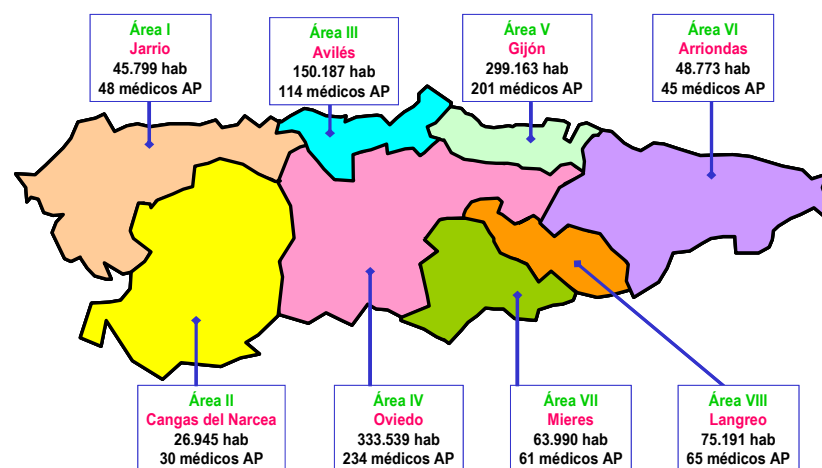 Área I
Jarrio
45.799 hab
48 médicos AP
Área III
Avilés
150.187 hab
114 médicos AP
Área V
Gijón
299.163 hab
201 médicos AP
Área VI
Arriondas
48.773 hab
45 médicos AP
Área II
Cangas del Narcea
26.945 hab
30 médicos AP
Área IV
Oviedo
333.539 hab
234 médicos AP
Área VII
Mieres
63.990 hab
61 médicos AP
Área VIII
Langreo
75.191 hab
65 médicos AP